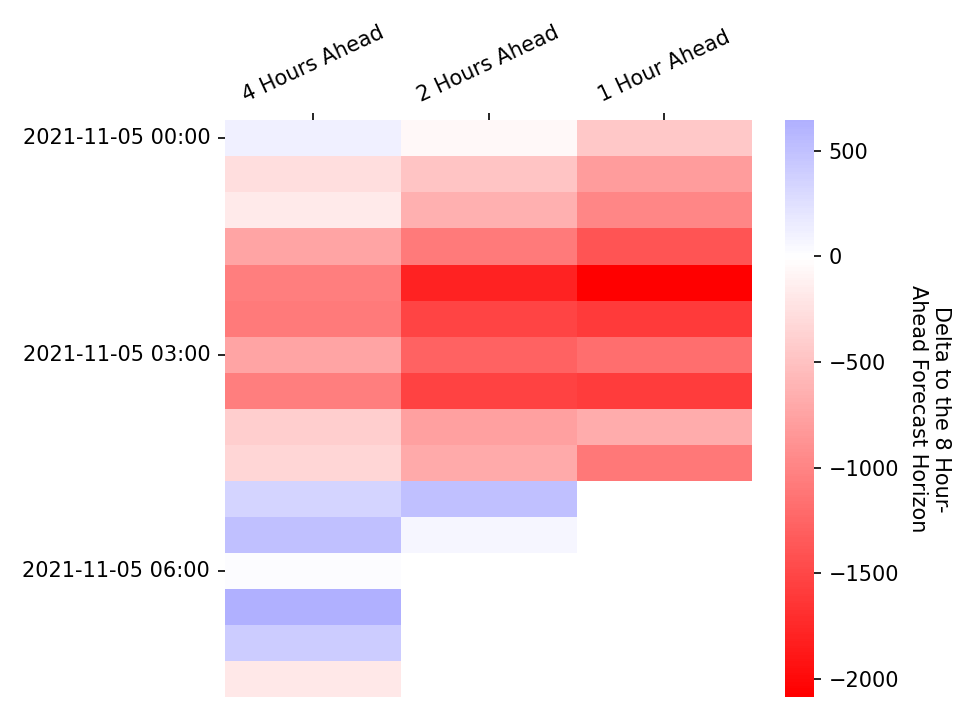 4 Hours Ahead
2 Hours Ahead
1 Hour Ahead
2021-11-05 00:00
2021-11-05 03:00
2021-11-05 06:00
500
0
−500
−1000
−1500
−2000
Delta to the 8 Hour-
Ahead Forecast Horizon